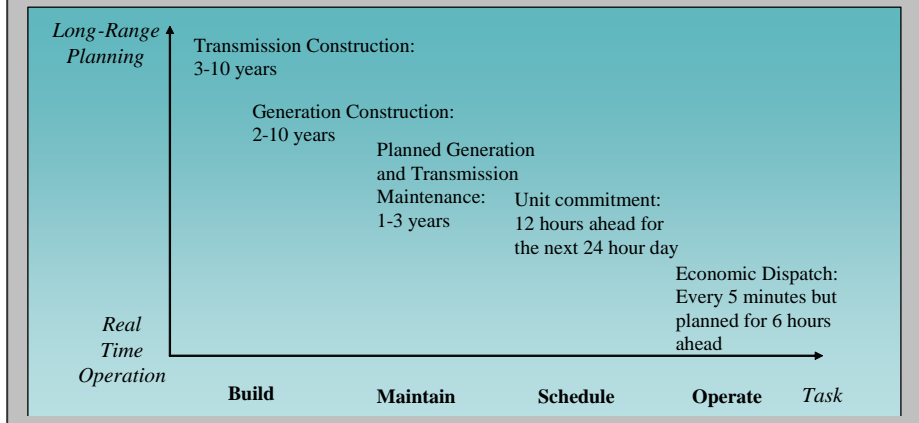 Long-Range
Planning
Transmission Construction:
3-10 years
Generation Construction:
2-10 years
Planned Generation
and Transmission
Maintenance:
1-3 years
Unit commitment:
12 hours ahead for
the next 24 hour day
Economic Dispatch:
Every 5 minutes but
planned for 6 hours
ahead
Real
Time
Operation
Build
Maintain
Schedule
Operate
Task